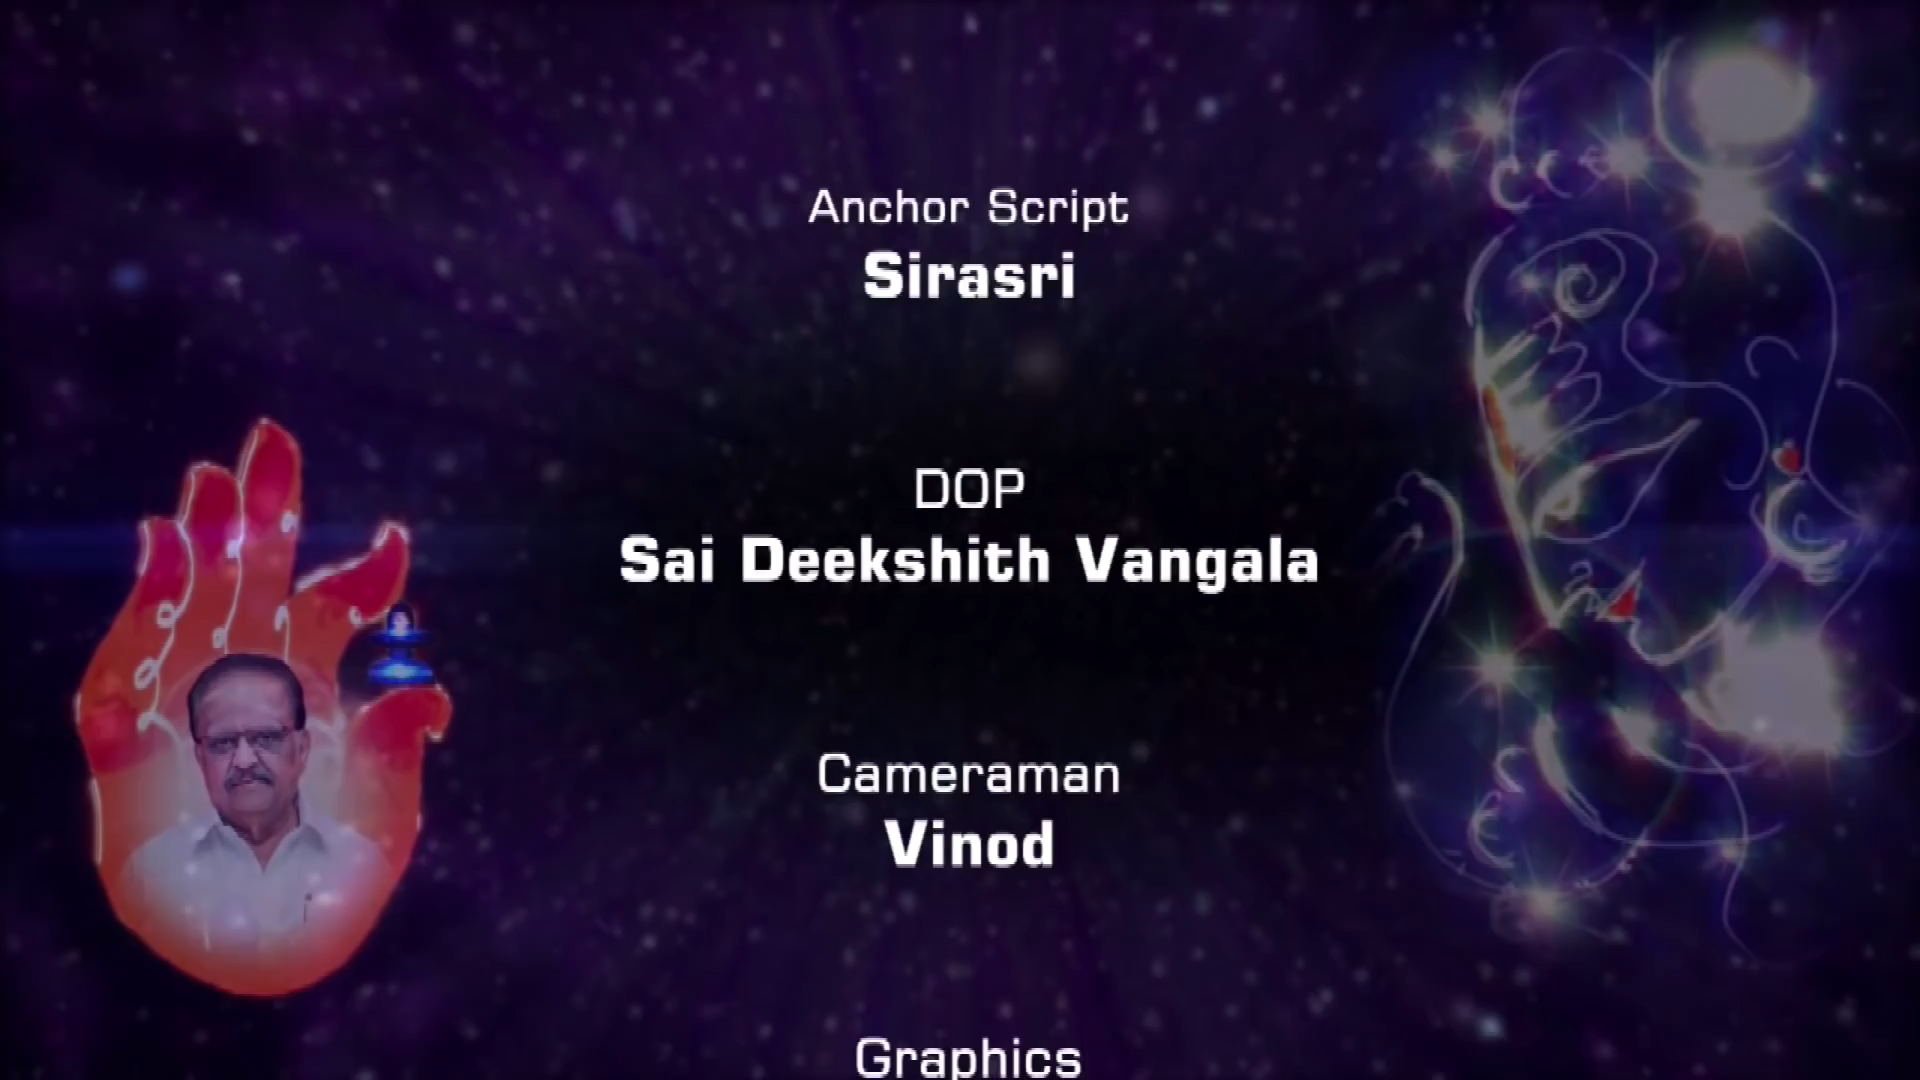 Anchor Script
Sirasri
DOP
Sai Deekshith Vangala
Cameraman
Vinod
Graphics